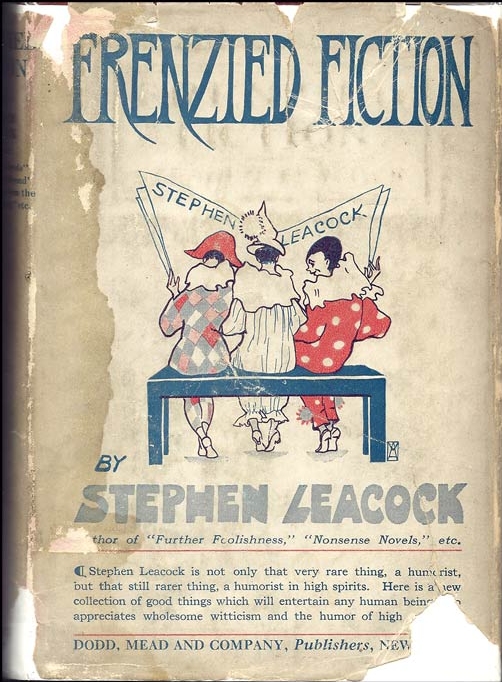 FRENZIED FICTION
STEPHEN LEACOCK
BY
STEPHEN LEACOCK
thor of "Further Foolishness," "Nonsense Novels," etc.
¶ Stephen Leacock is not only that very rare thing, a humorist,
but that still rarer thing, a humorist in high spirits. Here is a new
collection of good things which will entertain any human being
appreciates wholesome witticism and the humor of high
DODD, MEAD AND COMPANY, Publishers, NEW